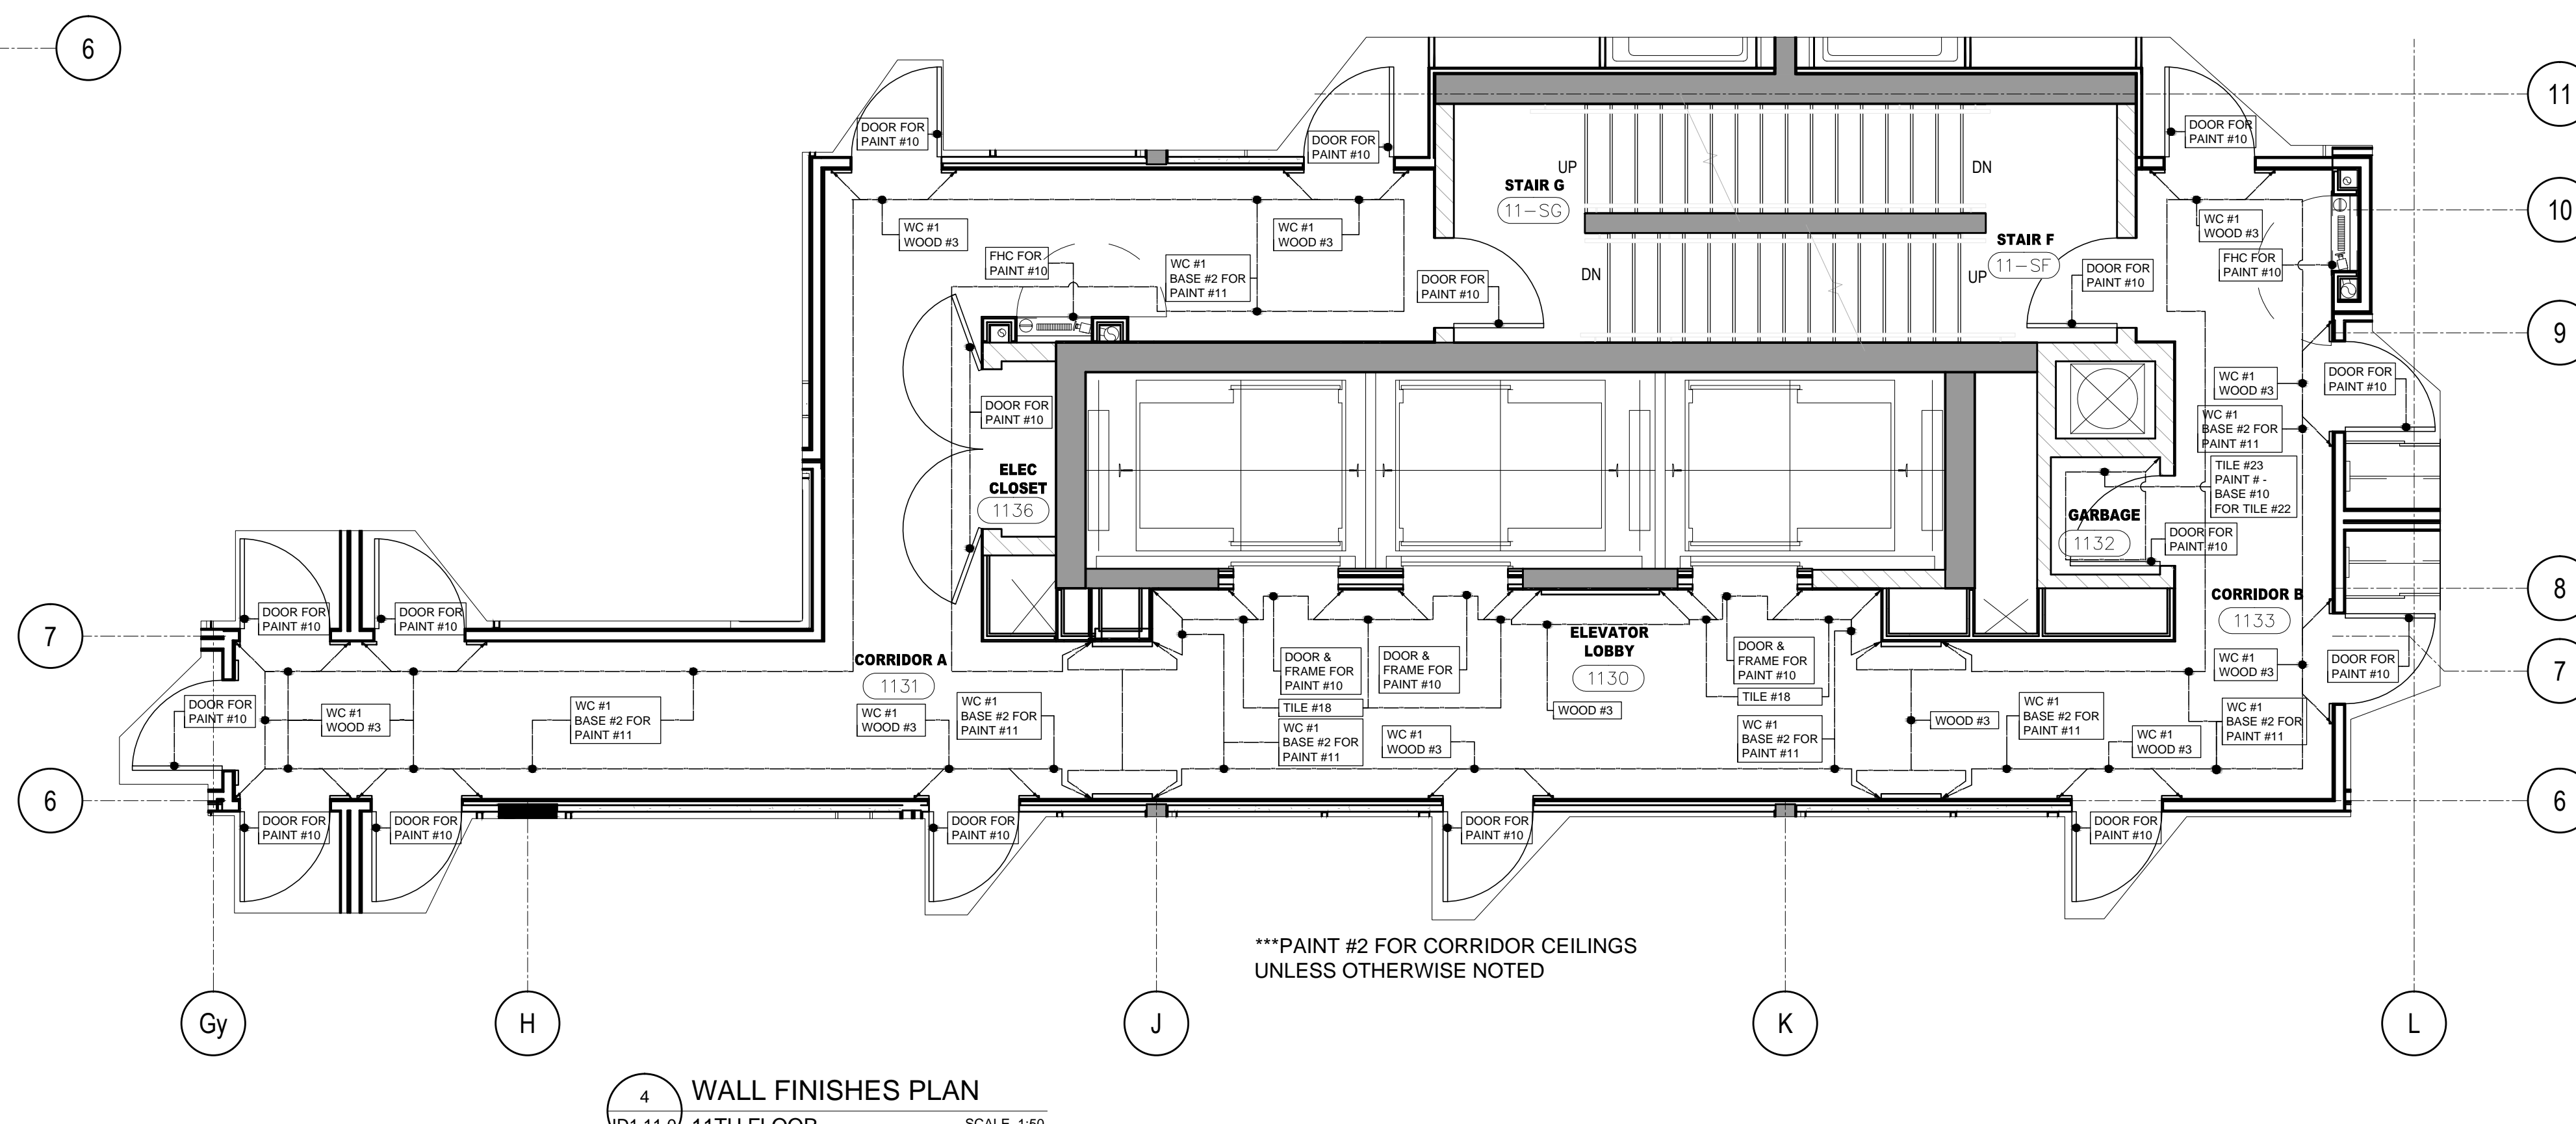 6
11
10
9
8
7
6
7
6
DOOR FOR
PAINT #10
DOOR FOR
PAINT #10
DOOR FOR
PAINT #10
UP
DN
STAIR G
11-SG
WC #1
WOOD #3
WC #1
WOOD #3
WC #1
WOOD #3
STAIR F
11-SF
FHC FOR
PAINT #10
WC #1
BASE #2 FOR
PAINT #11
DOOR FOR
PAINT #10
DN
UP
DOOR FOR
PAINT #10
FHC FOR
PAINT #10
DOOR FOR
PAINT #10
WC #1
WOOD #3
DOOR FOR
PAINT #10
WC #1
BASE #2 FOR
PAINT #11
ELEC
CLOSET
1136
TILE #23
PAINT # -
BASE #10
FOR TILE #22
GARBAGE
1132
DOOR FOR
PAINT #10
CORRIDOR B
1133
DOOR FOR
PAINT #10
DOOR FOR
PAINT #10
CORRIDOR A
1131
ELEVATOR
LOBBY
1130
DOOR &
FRAME FOR
PAINT #10
DOOR &
FRAME FOR
PAINT #10
DOOR &
FRAME FOR
PAINT #10
WC #1
WOOD #3
DOOR FOR
PAINT #10
DOOR FOR
PAINT #10
WC #1
WOOD #3
WC #1
BASE #2 FOR
PAINT #11
WC #1
WOOD #3
WC #1
BASE #2 FOR
PAINT #11
TILE #18
WC #1
BASE #2 FOR
PAINT #11
WC #1
WOOD #3
WOOD #3
TILE #18
WC #1
BASE #2 FOR
PAINT #11
WOOD #3
WC #1
BASE #2 FOR
PAINT #11
WC #1
WOOD #3
WC #1
BASE #2 FOR
PAINT #11
DOOR FOR
PAINT #10
DOOR FOR
PAINT #10
DOOR FOR
PAINT #10
DOOR FOR
PAINT #10
DOOR FOR
PAINT #10
***PAINT #2 FOR CORRIDOR CEILINGS
UNLESS OTHERWISE NOTED
Gy
H
J
K
L
4
WALL FINISHES PLAN
11TH FLOOR
SCALE 1:50